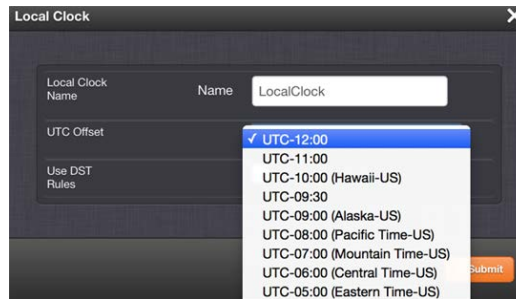 Local Clock
Local Clock
Name
Name
LocalClock
UTC Offset
✓ UTC-12:00
UTC-11:00
UTC-10:00 (Hawaii-US)
Use DST
Rules
UTC-09:30
UTC-09:00 (Alaska-US)
UTC-08:00 (Pacific Time-US)
UTC-07:00 (Mountain Time-US)
UTC-06:00 (Central Time-US)
Submit
UTC-05:00 (Eastern Time-US)